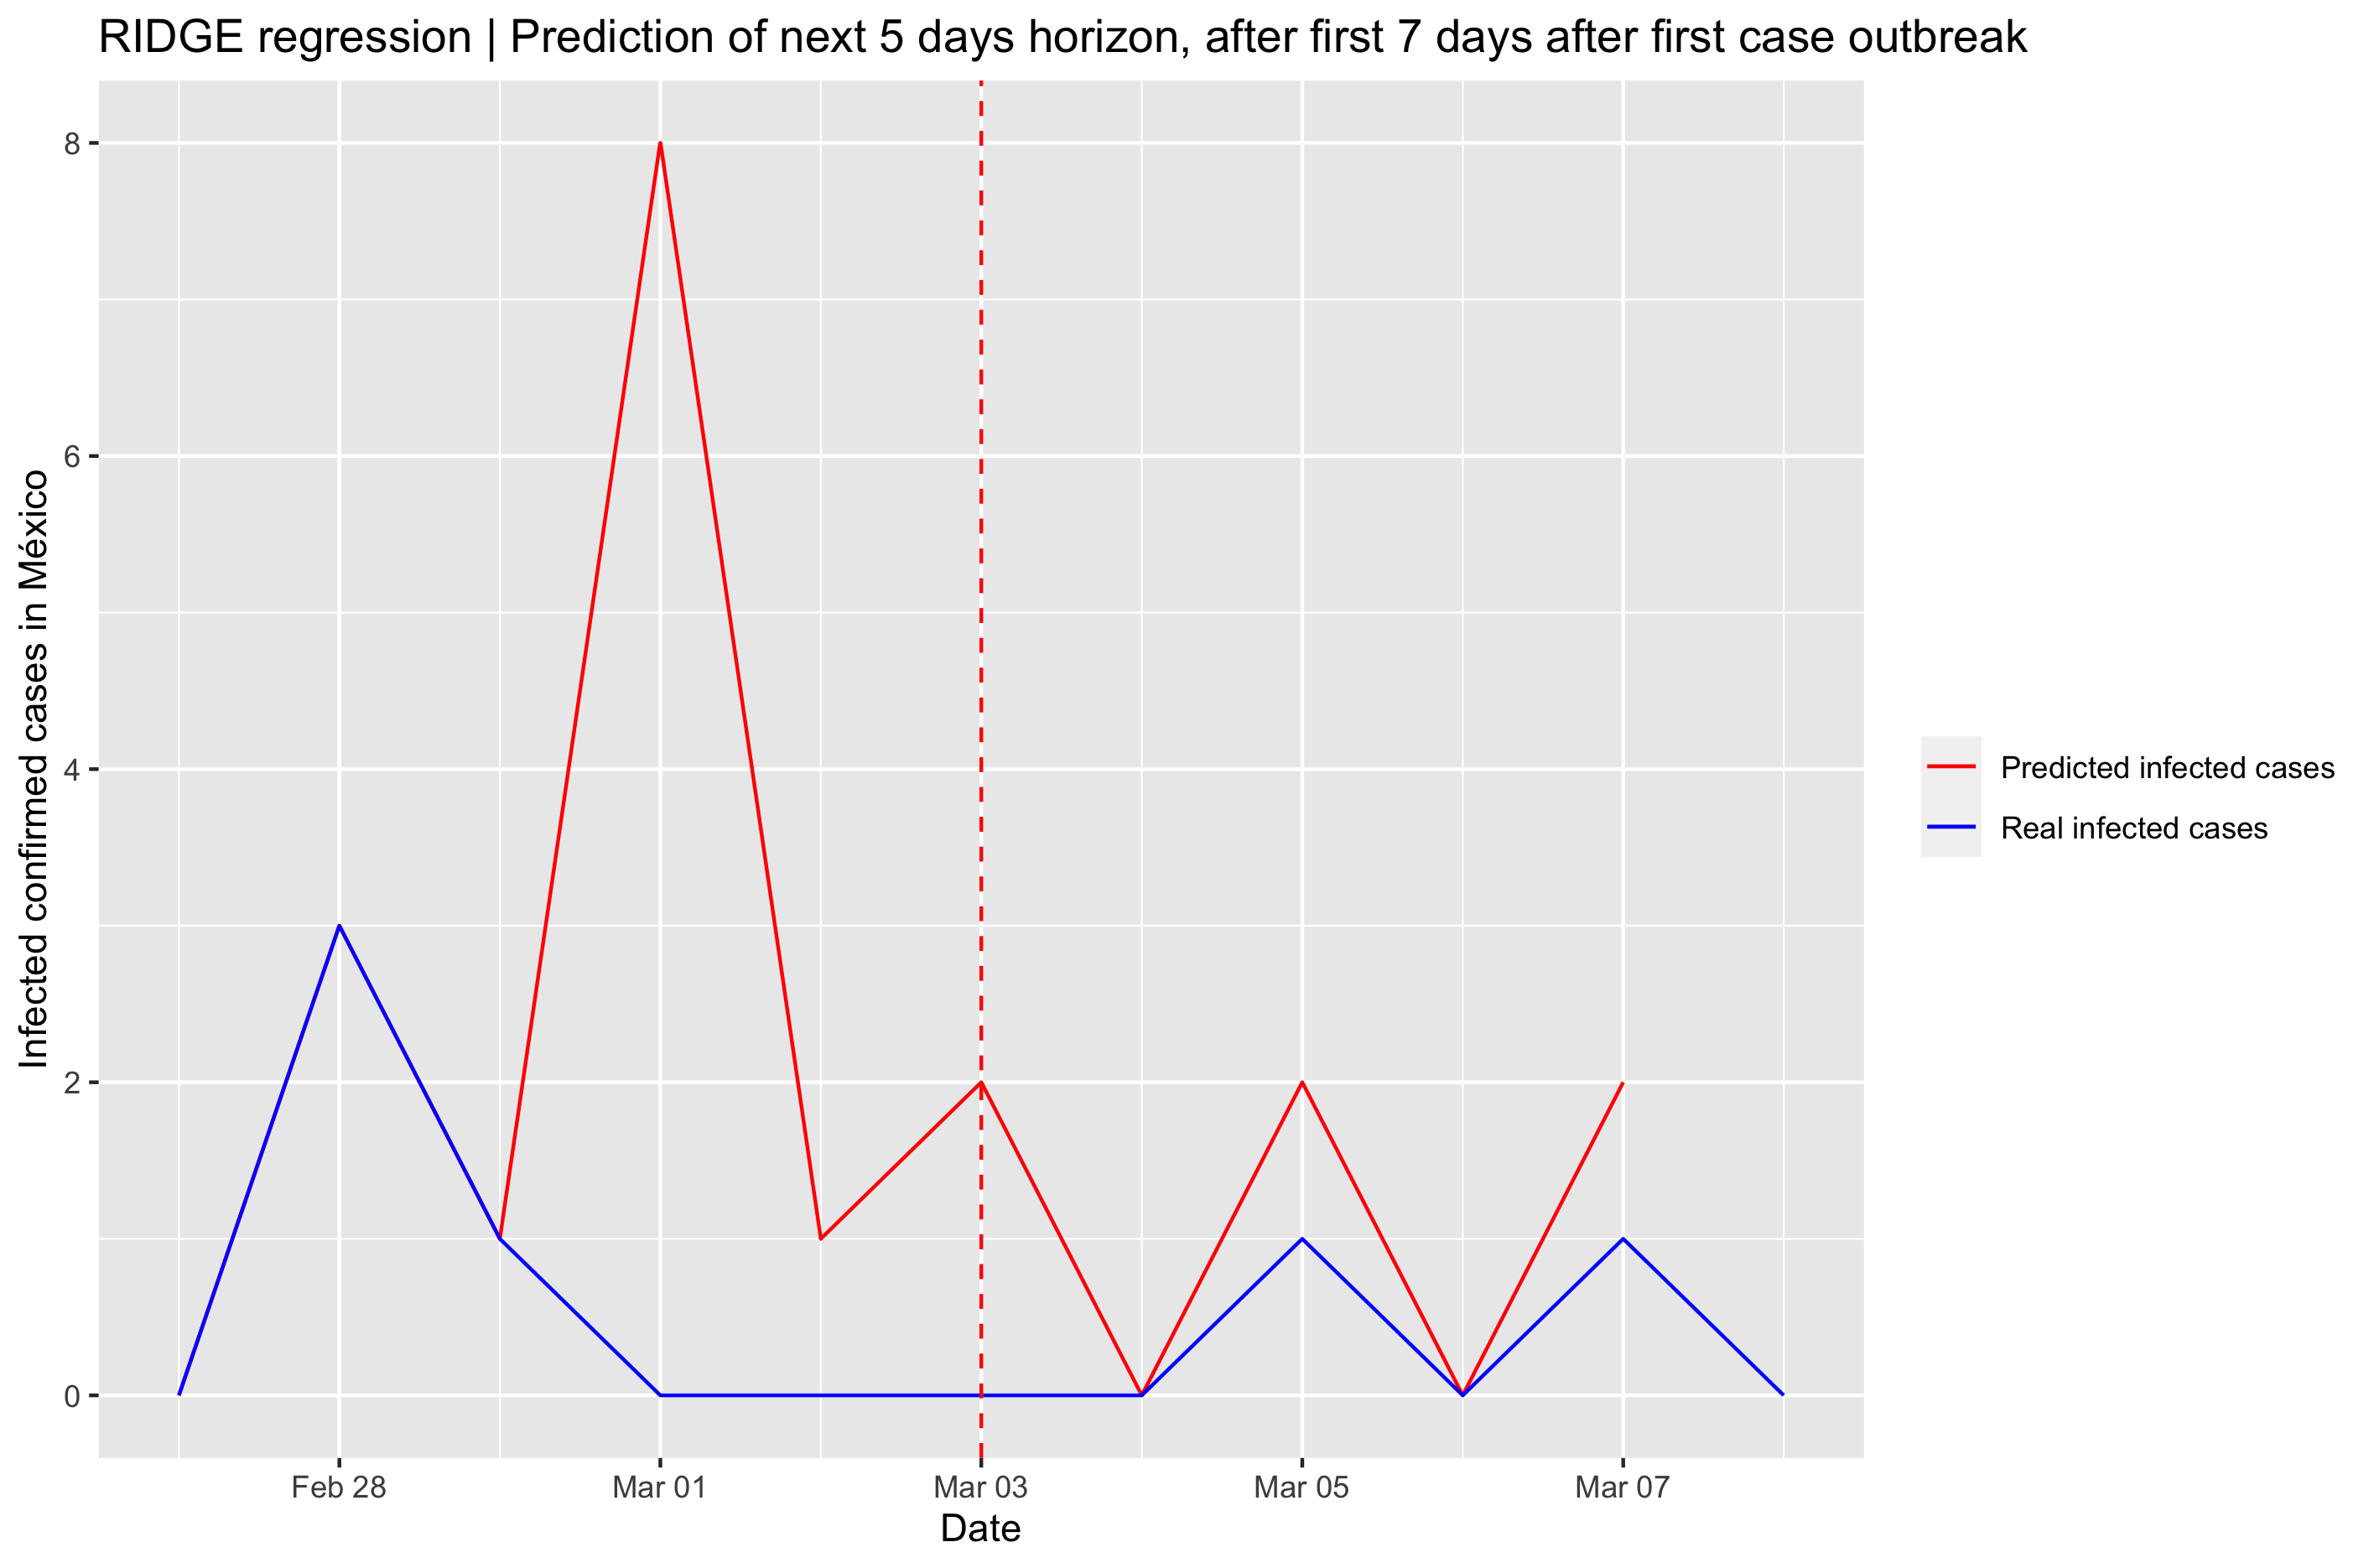 RIDGE regression | Prediction of next 5 days horizon, after first 7 days after first case outbreak
Infected confirmed cases in México
8
6
4
2
0
Feb 28
Mar 01
Mar 03
Mar 05
Mar 07
Date
Predicted infected cases
Real infected cases